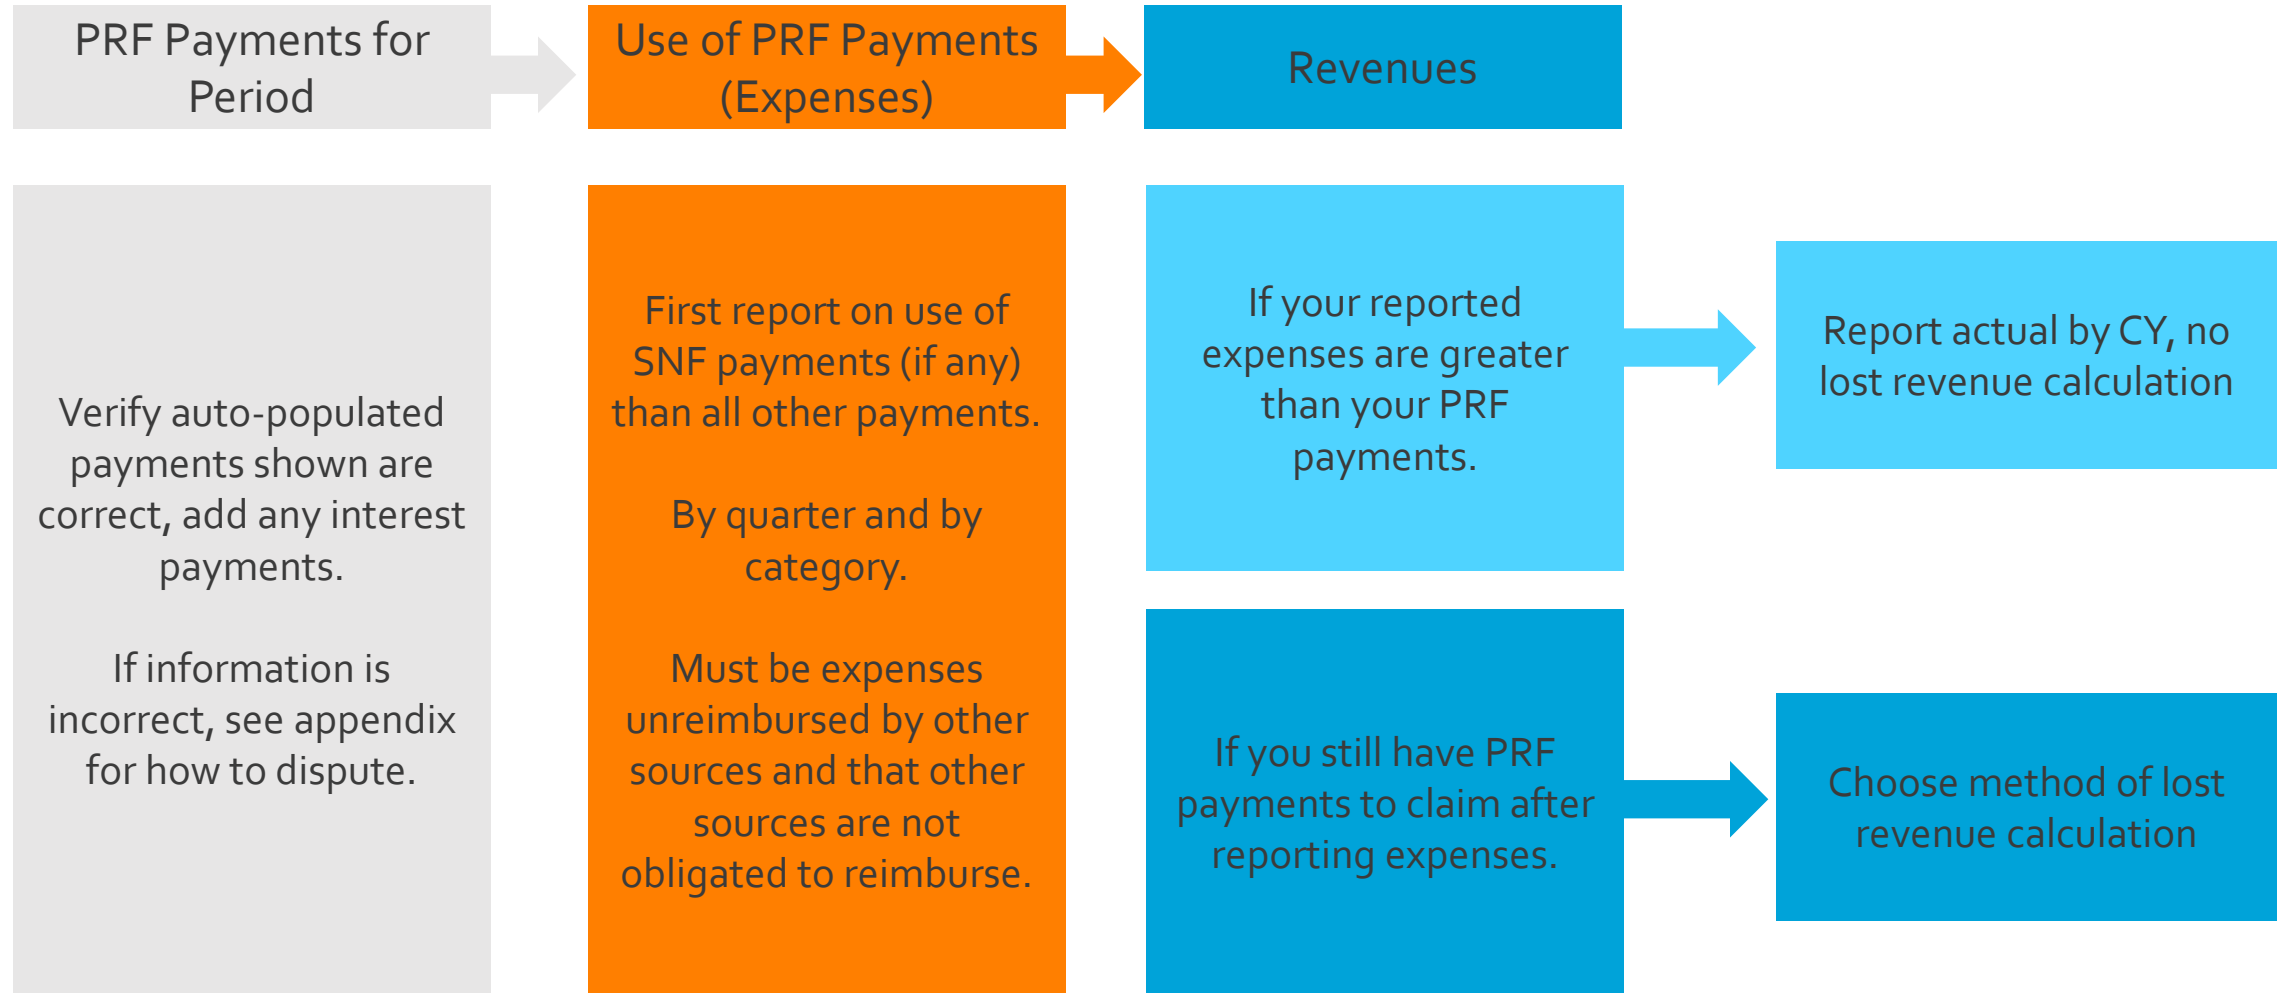 PRF Payments for
Period
Use of PRF Payments
(Expenses)
Revenues
Verify auto-populated
payments shown are
correct, add any interest
payments.
If information is
incorrect, see appendix
for how to dispute.
First report on use of
SNF payments (if any)
than all other payments.
By quarter and by
category.
Must be expenses
unreimbursed by other
sources and that other
sources are not
obligated to reimburse.
If your reported
expenses are greater
than your PRF
payments.
Report actual by CY, no
lost revenue calculation
If you still have PRF
payments to claim after
reporting expenses.
Choose method of lost
revenue calculation